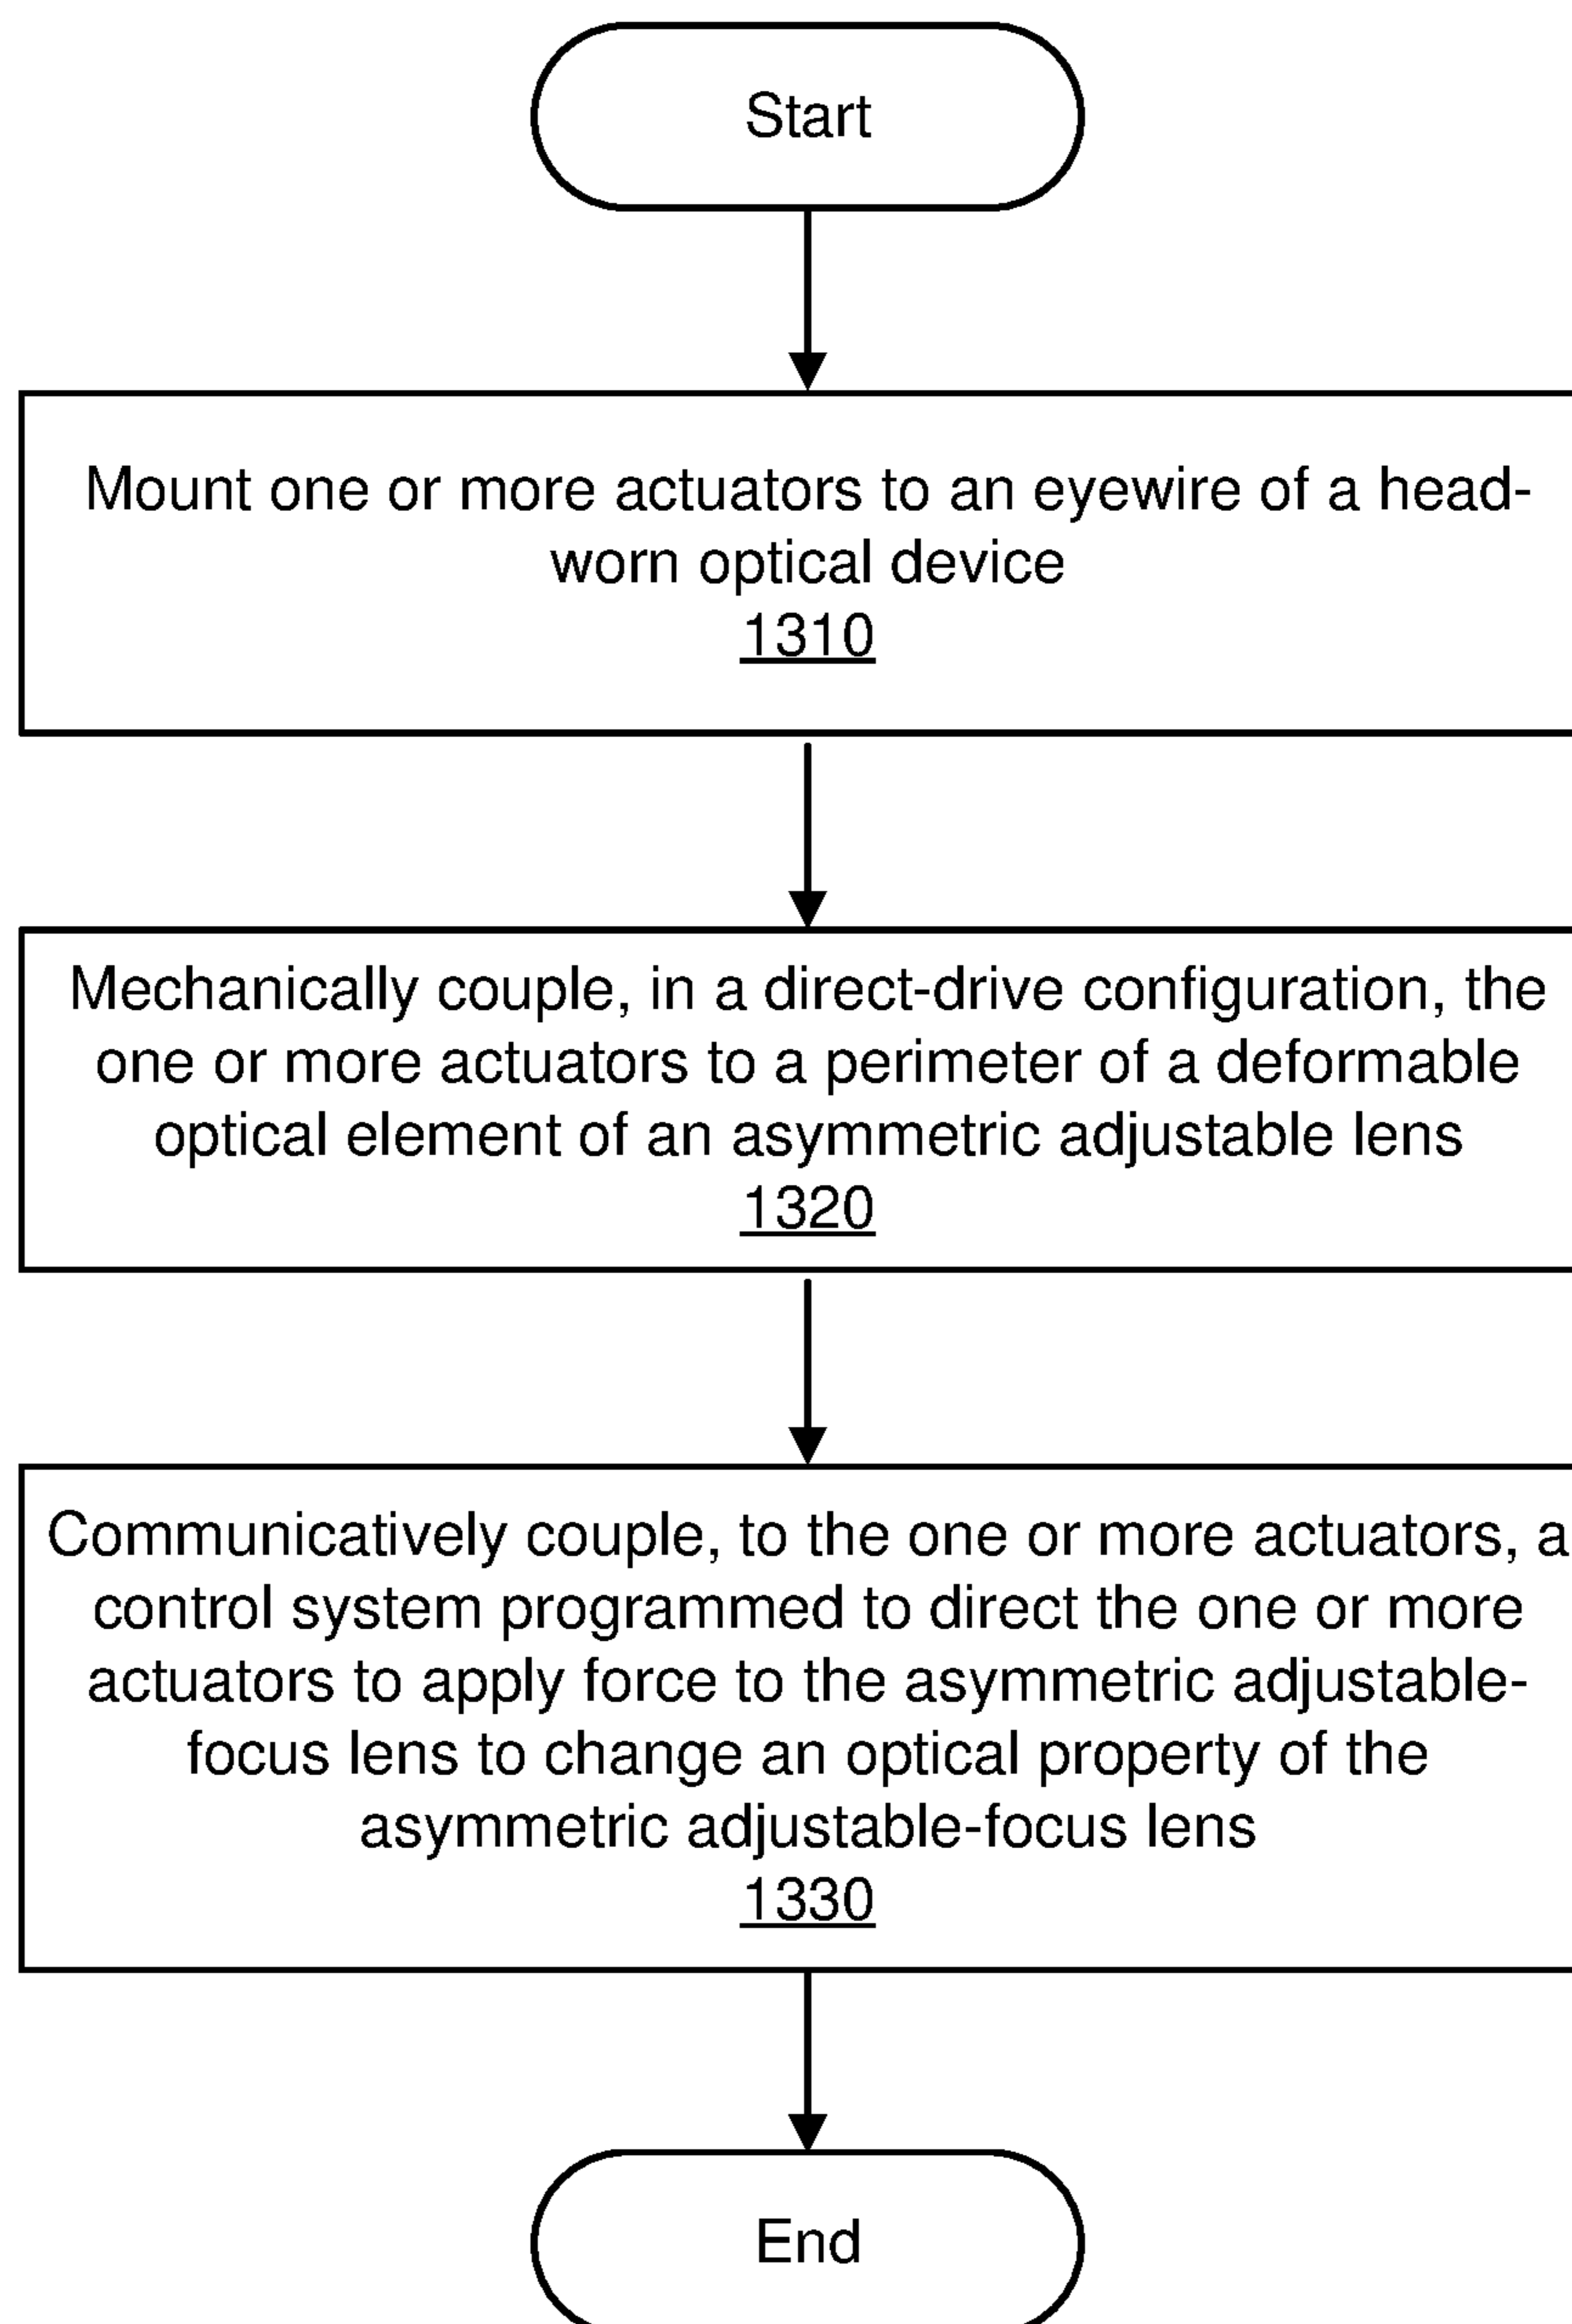 Start
Mount one or more actuators to an eyewire of a head-
worn optical device
1310
Mechanically couple, in a direct-drive configuration, the
one or more actuators to a perimeter of a deformable
optical element of an asymmetric adjustable lens
1320
Communicatively couple, to the one or more actuators, a
control system programmed to direct the one or more
actuators to apply force to the asymmetric adjustable-
focus lens to change an optical property of the
asymmetric adjustable-focus lens
1330
End